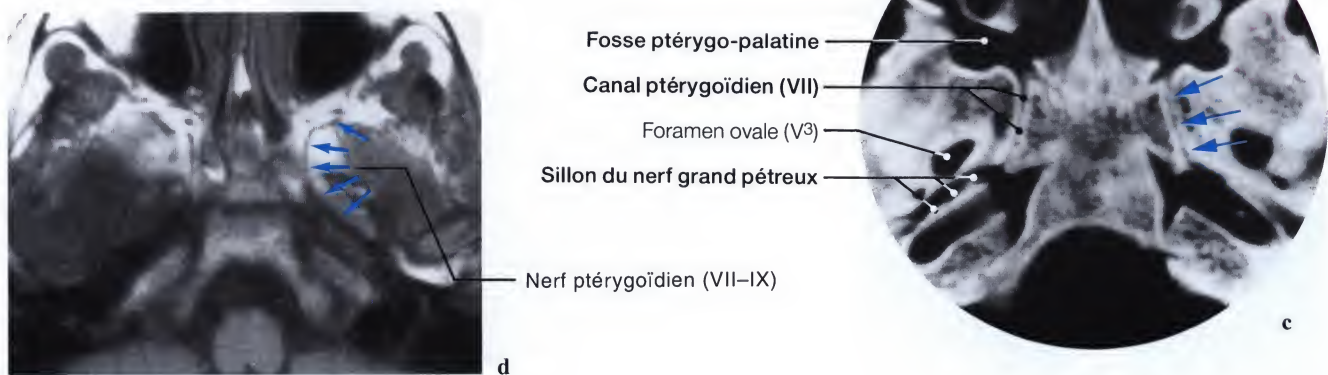 Fosse ptérygo-palatine
Canal ptérygoïdien (VII)
Foramen ovale (V3)
Sillon du nerf grand pétreux
Nerf ptérygoïdien (VII–IX)
d
c